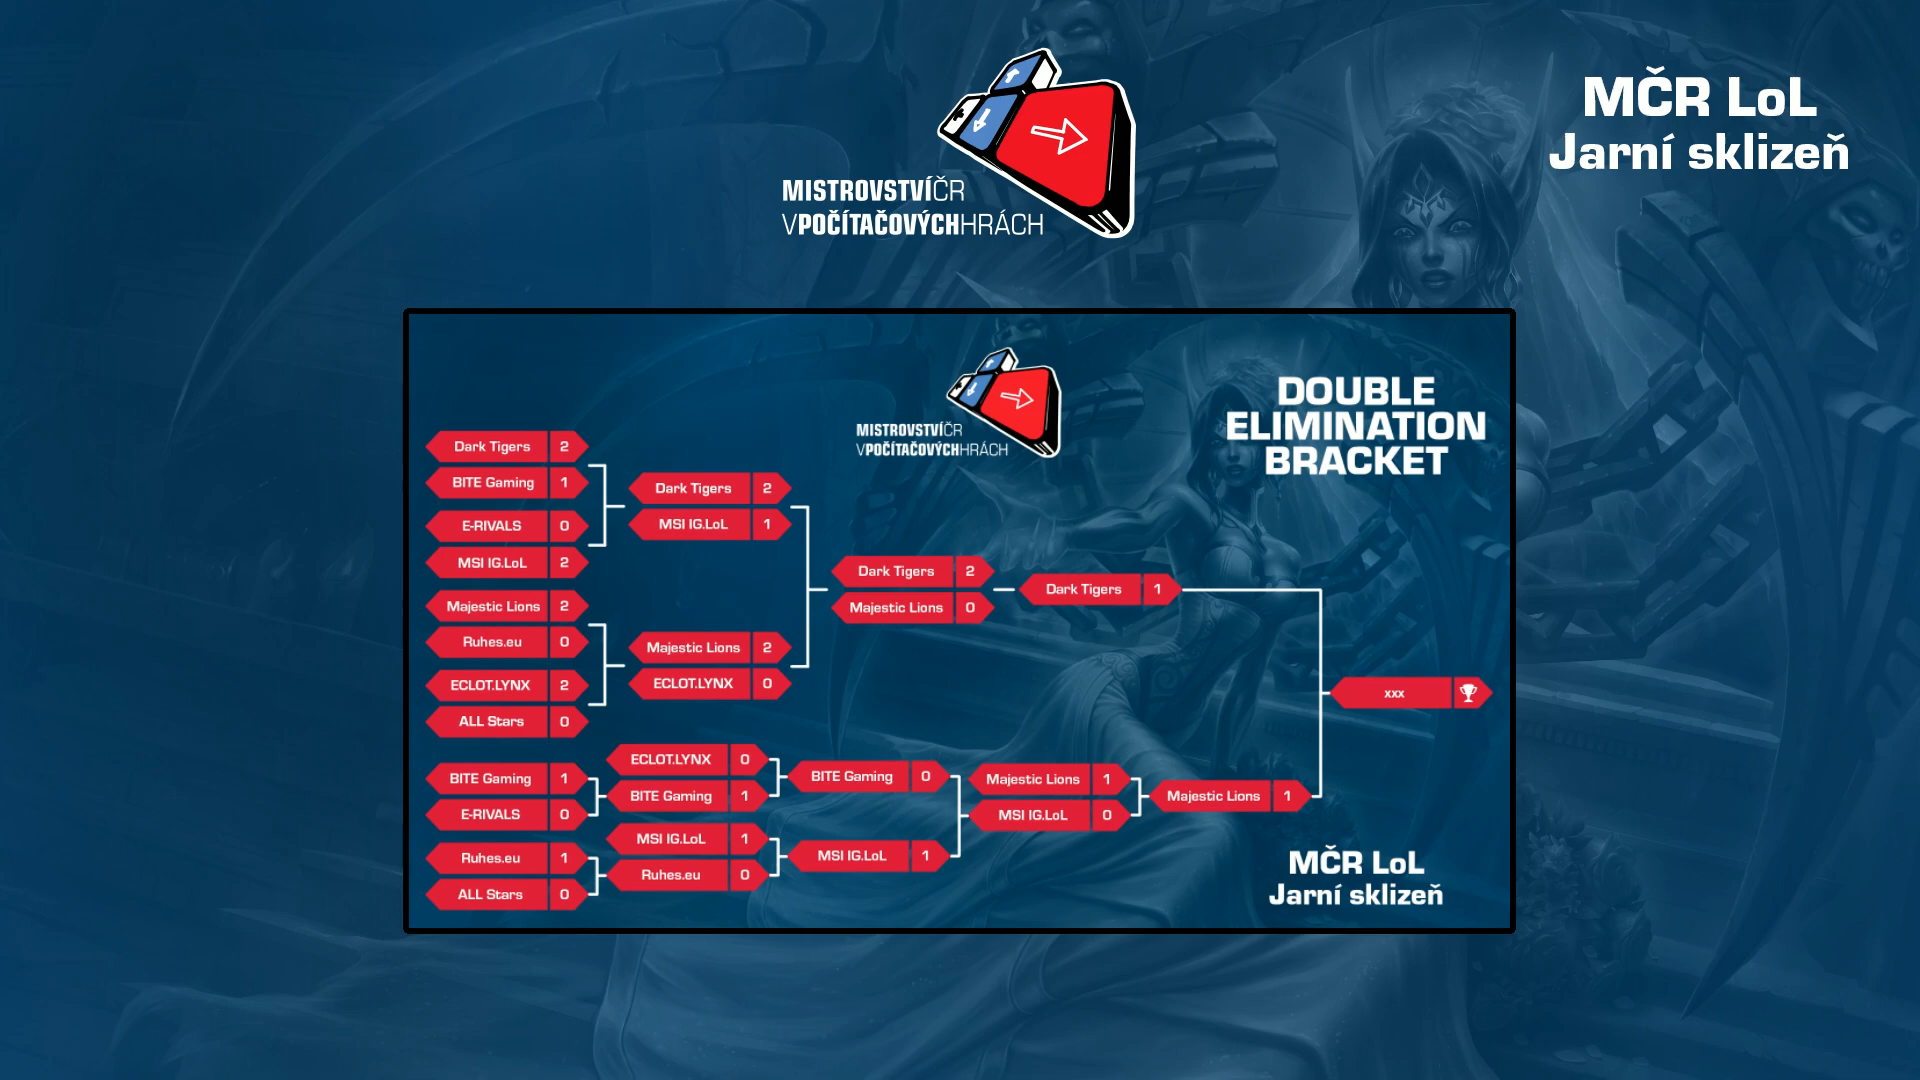 MISTROVSTVÍČR
VPOČÍTAČOVÝCHHRÁCH
MČR LoL
Jarní sklizeň
MISTROVSTVÍČR
VPOČÍTAČOVÝCHHRÁCH
DOUBLE
ELIMINATION
BRACKET
Dark Tigers 2
BITE Gaming 1
E-RIVALS 0
MSI IG.LoL 2
Majestic Lions 2
Ruhes.eu 0
ECLOT.LYNX 2
ALL Stars 0
Dark Tigers 2
MSI IG.LoL 1
Majestic Lions 2
ECLOT.LYNX 0
Dark Tigers 2
Majestic Lions 0
Dark Tigers 1
xxx
BITE Gaming 1
E-RIVALS 0
Ruhes.eu 1
ALL Stars 0
ECLOT.LYNX 0
BITE Gaming 1
MSI IG.LoL 1
Ruhes.eu 0
BITE Gaming 0
MSI IG.LoL 1
Majestic Lions 1
MSI IG.LoL 0
Majestic Lions 1
MČR LoL
Jarní sklizeň